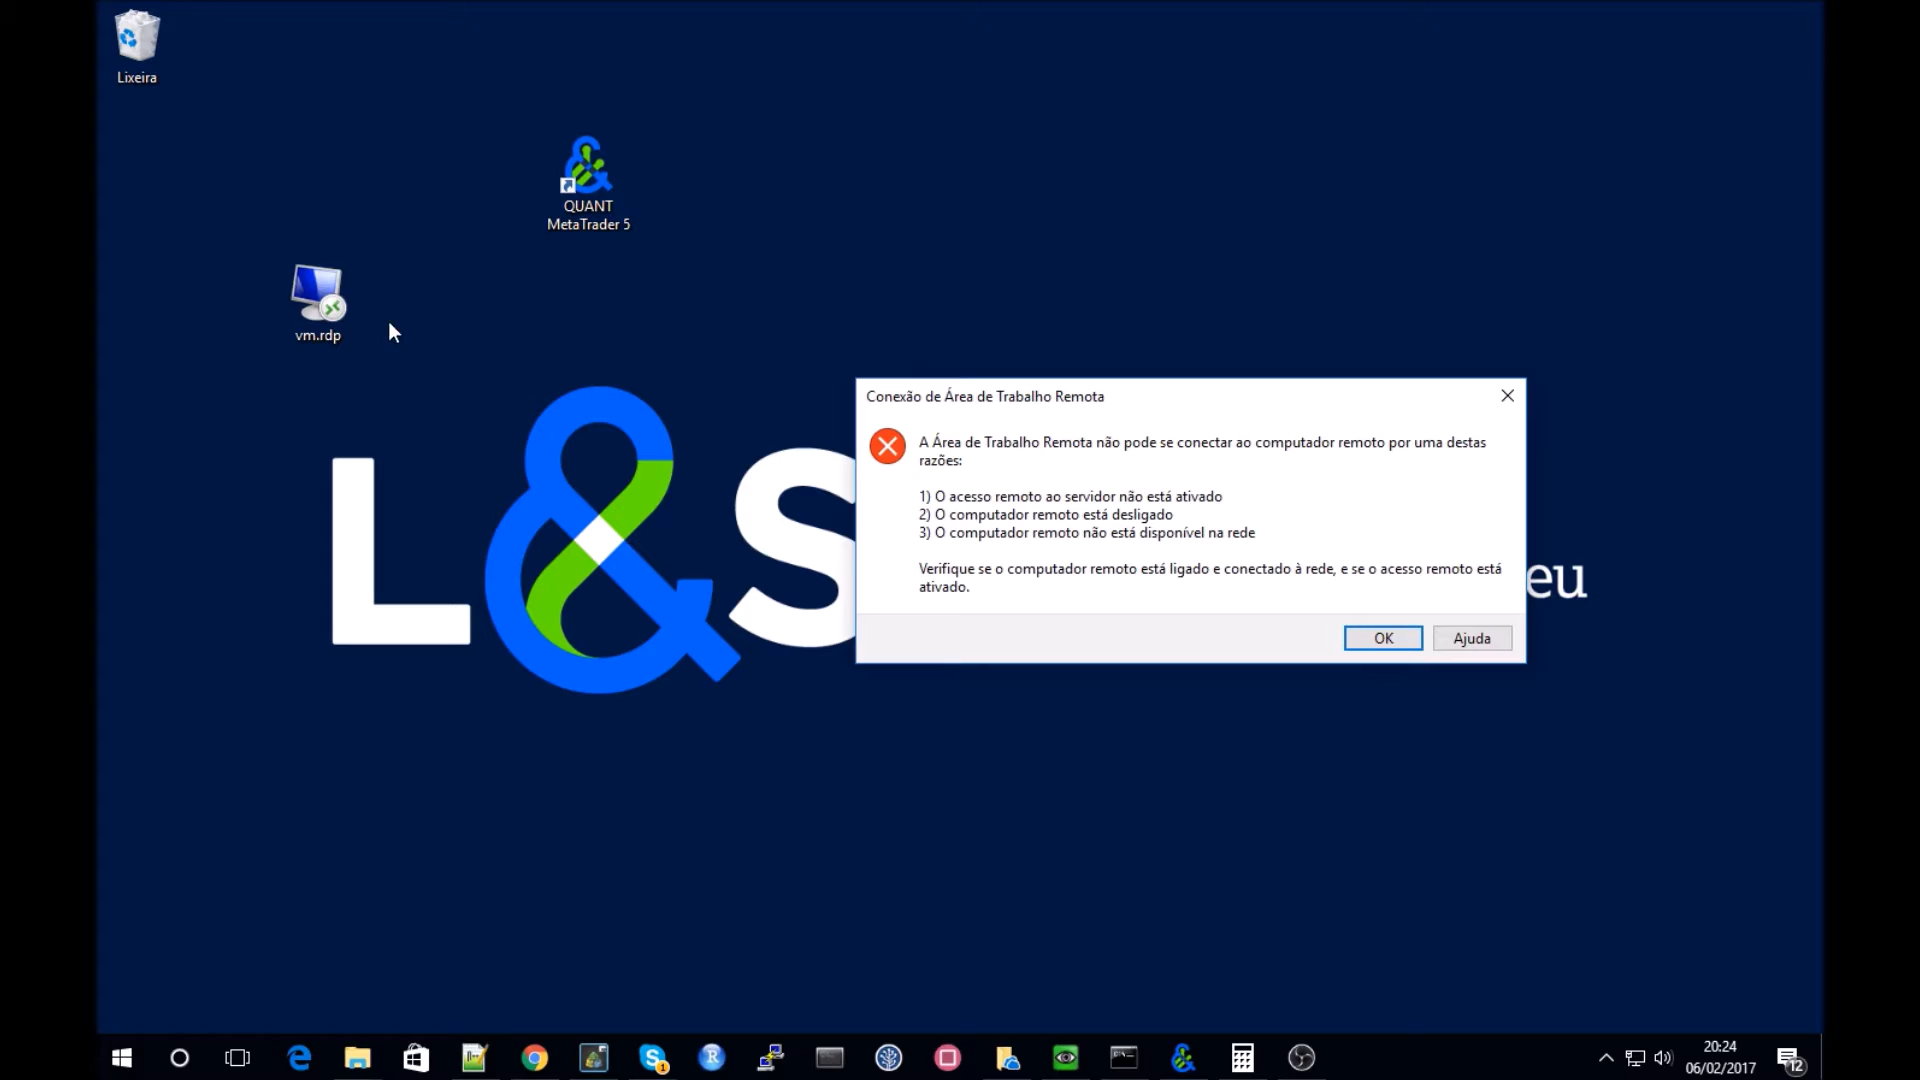 Lixeira
QUANT
MetaTrader 5
vm.rdp
L&S
eu
Conexão de Área de Trabalho Remota
A Área de Trabalho Remota não pode se conectar ao computador remoto por uma destas
razões:
1) O acesso remoto ao servidor não está ativado
2) O computador remoto está desligado
3) O computador remoto não está disponível na rede
Verifique se o computador remoto está ligado e conectado à rede, e se o acesso remoto está
ativado.
OK
Ajuda
1
20:24
06/02/2017
12